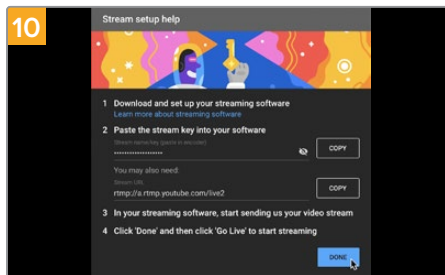 10
Stream setup help
1 Download and set up your streaming software
Learn more about streaming software
2 Paste the stream key into your software
Stream name/key (paste in encoder)
COPY
You may also need:
Stream URL
rtmp://a.rtmp.youtube.com/live2
COPY
3 In your streaming software, start sending us your video stream
4 Click 'Done' and then click 'Go Live' to start streaming
DONE